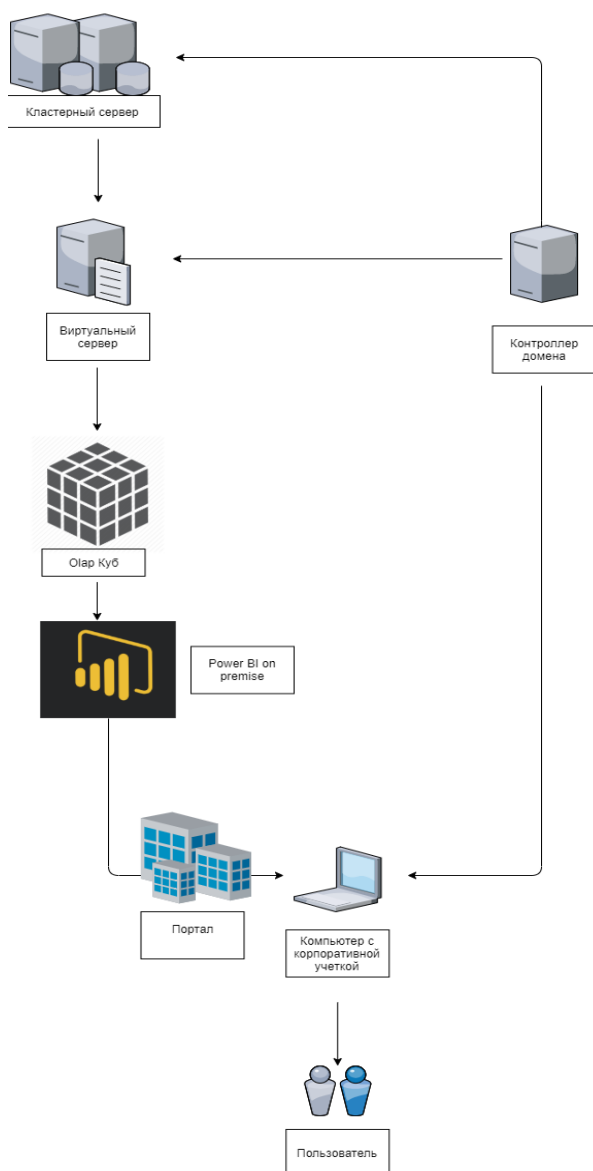 Кластерный сервер
Виртуальный
сервер
Контроллер
домена
Olap Куб
Power BI on
premise
Портал
Компьютер с
корпоративной
учеткой
Пользователь